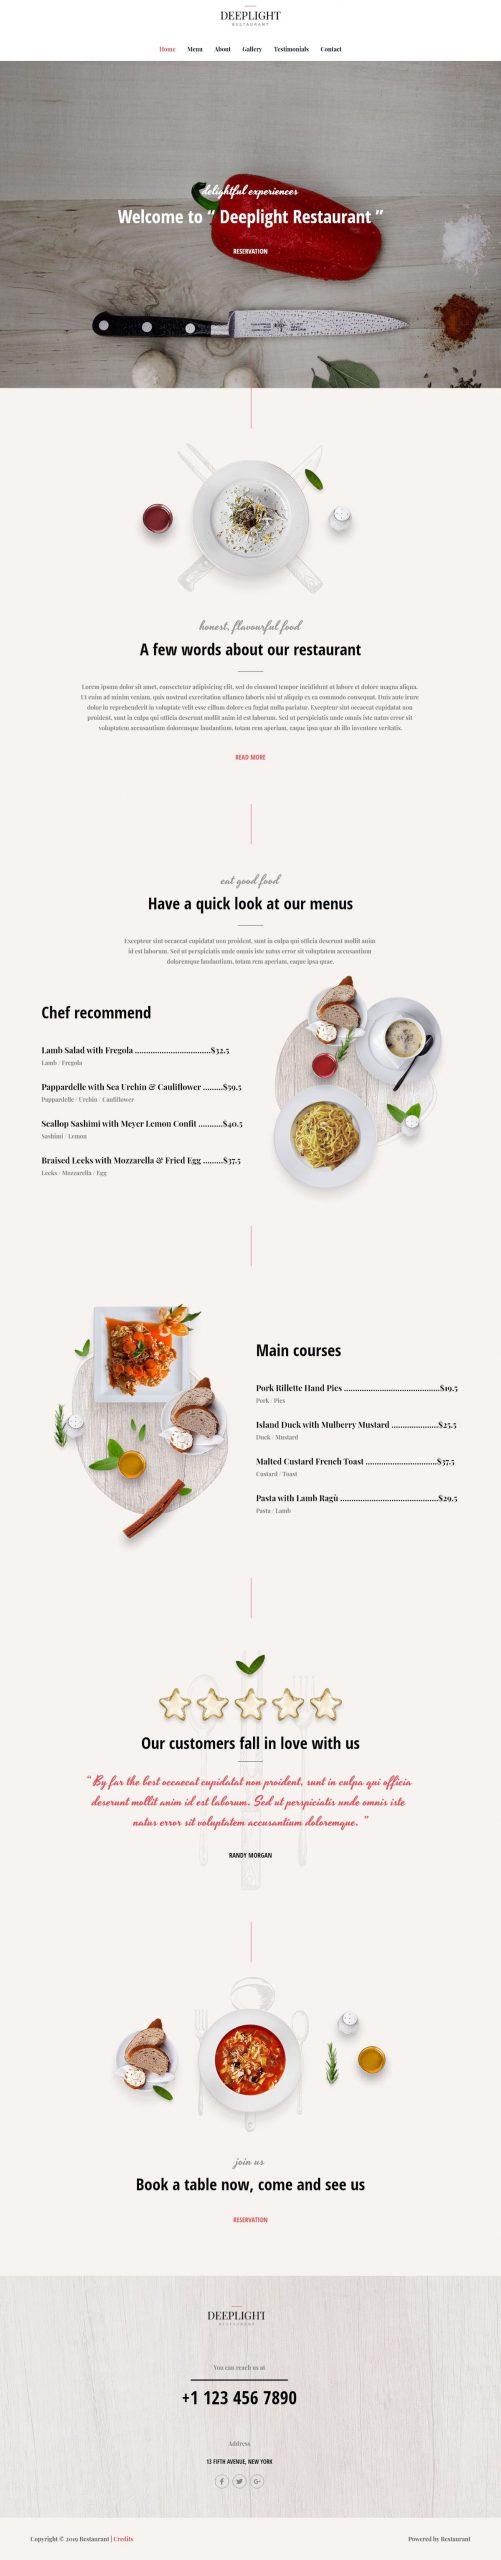 DEEPLIGHT
RESTAURANT
Home Menu About Gallery Testimonials Contact
delightful experiences
Welcome to “ Deeplight Restaurant ”
RESERVATION
honest, flavourful food
A few words about our restaurant
Lorem ipsum dolor sit amet, consectetur adipisicing elit, sed do eiusmod tempor incididunt ut labore et dolore magna aliqua.
Ut enim ad minim veniam, quis nostrud exercitation ullamco laboris nisi ut aliquip ex ea commodo consequat. Duis aute irure
dolor in reprehenderit in voluptate velit esse cillum dolore eu fugiat nulla pariatur. Excepteur sint occaecat cupidatat non
proident, sunt in culpa qui officia deserunt mollit anim id est laborum. Sed ut perspiciatis unde omnis iste natus error sit
voluptatem accusantium doloremque laudantium, totam rem aperiam, eaque ipsa quae ab illo inventore veritatis.
READ MORE
eat good food
Have a quick look at our menus
Excepteur sint occaecat cupidatat non proident, sunt in culpa qui officia deserunt mollit anim
id est laborum. Sed ut perspiciatis unde omnis iste natus error sit voluptatem accusantium
doloremque laudantium, totam rem aperiam, eaque ipsa quae.
Chef recommend
Lamb Salad with Fregola ..................................$32.5
Lamb / Fregola
Pappardelle with Sea Urchin & Cauliflower .........$59.5
Pappardelle / Urchin / Cauliflower
Scallop Sashimi with Meyer Lemon Confit ...........$40.5
Sashimi / Lemon
Braised Leeks with Mozzarella & Fried Egg .........$37.5
Leeks / Mozzarella / Egg
Main courses
Pork Rillette Hand Pies ...........................................$19.5
Pork / Pies
Island Duck with Mulberry Mustard .....................$25.5
Duck / Mustard
Malted Custard French Toast ................................$37.5
Custard / Toast
Pasta with Lamb Ragù ............................................$29.5
Pasta / Lamb
Our customers fall in love with us
“ By far the best occaecat cupidatat non proident, sunt in culpa qui officia
deserunt mollit anim id est laborum. Sed ut perspiciatis unde omnis iste
natus error sit voluptatem accusantium doloremque. ”
RANDY MORGAN
join us
Book a table now, come and see us
RESERVATION
DEEPLIGHT
RESTAURANT
You can reach us at
+1 123 456 7890
Address
13 FIFTH AVENUE, NEW YORK
Copyright © 2019 Restaurant | Credits
Powered by Restaurant